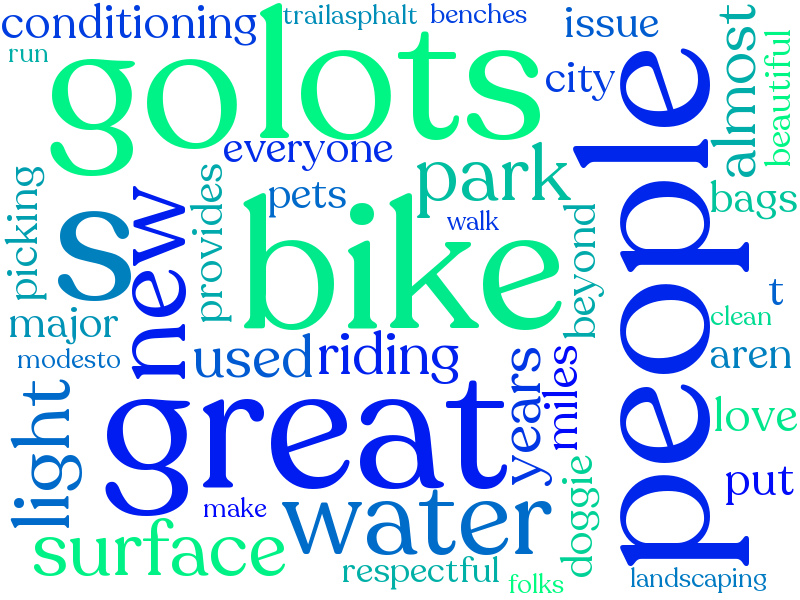 conditioning
trailasphalt
benches
issue
almost
beautiful
run
go
lots
city
people
everyone
park
picking
new
provides
pets
bags
s
bike
walk
beyond
t
major
clean
modesto
used
riding
aren
light
great
years
miles
love
make
water
doggie
put
surface
respectful
folks
landscaping